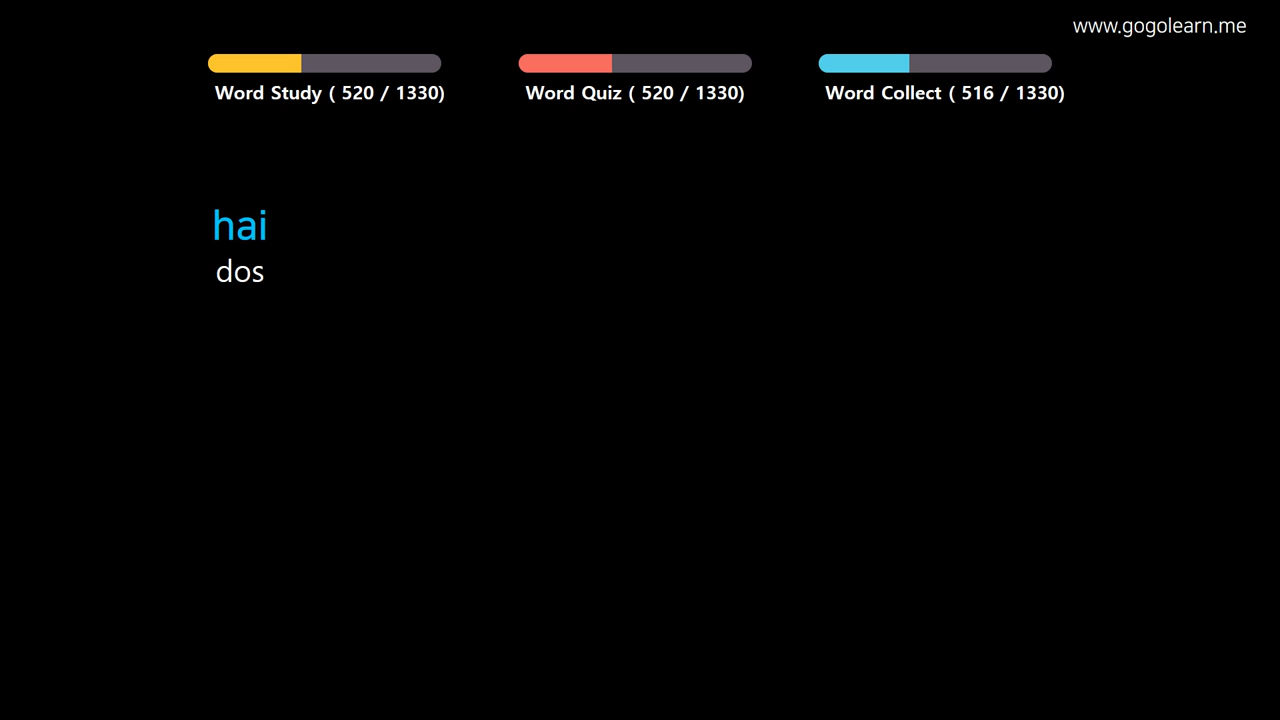 www.gogolearn.me
Word Study ( 520 / 1330)
Word Quiz ( 520 / 1330)
Word Collect ( 516 / 1330)
hai
dos